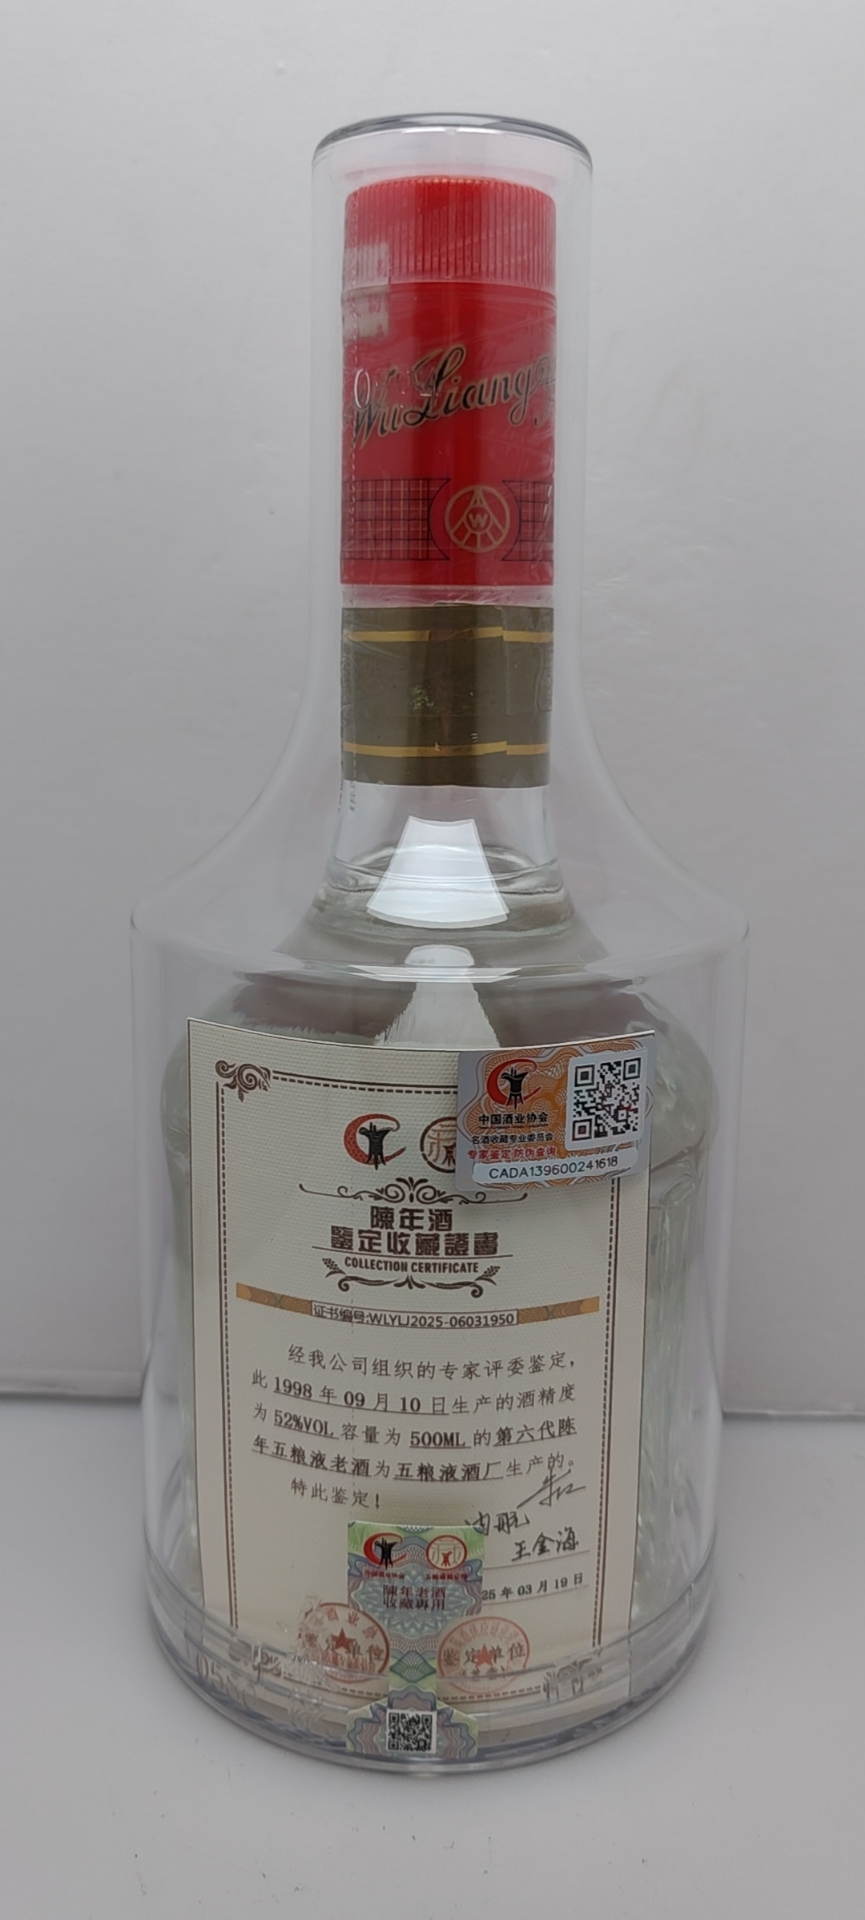 WuLiang
W
中国酒业协会
名酒收藏专业委员会
专家鉴定 防伪查询
CADA139600241618
陳年酒
鑒定收藏證書
COLLECTION CERTIFICATE
证书编号:WLYLJ2025-06031950
经我公司组织的专家评委鉴定，
此 1998 年 09 月 10 日生产的酒精度
为 52%VOL 容量为 500ML 的第六代陈
年五粮液老酒为五粮液酒厂生产的。
特此鉴定！
王金海
25 年 03 月 19 日
陳年老酒
收藏專用
鉴定单位
鉴定单位